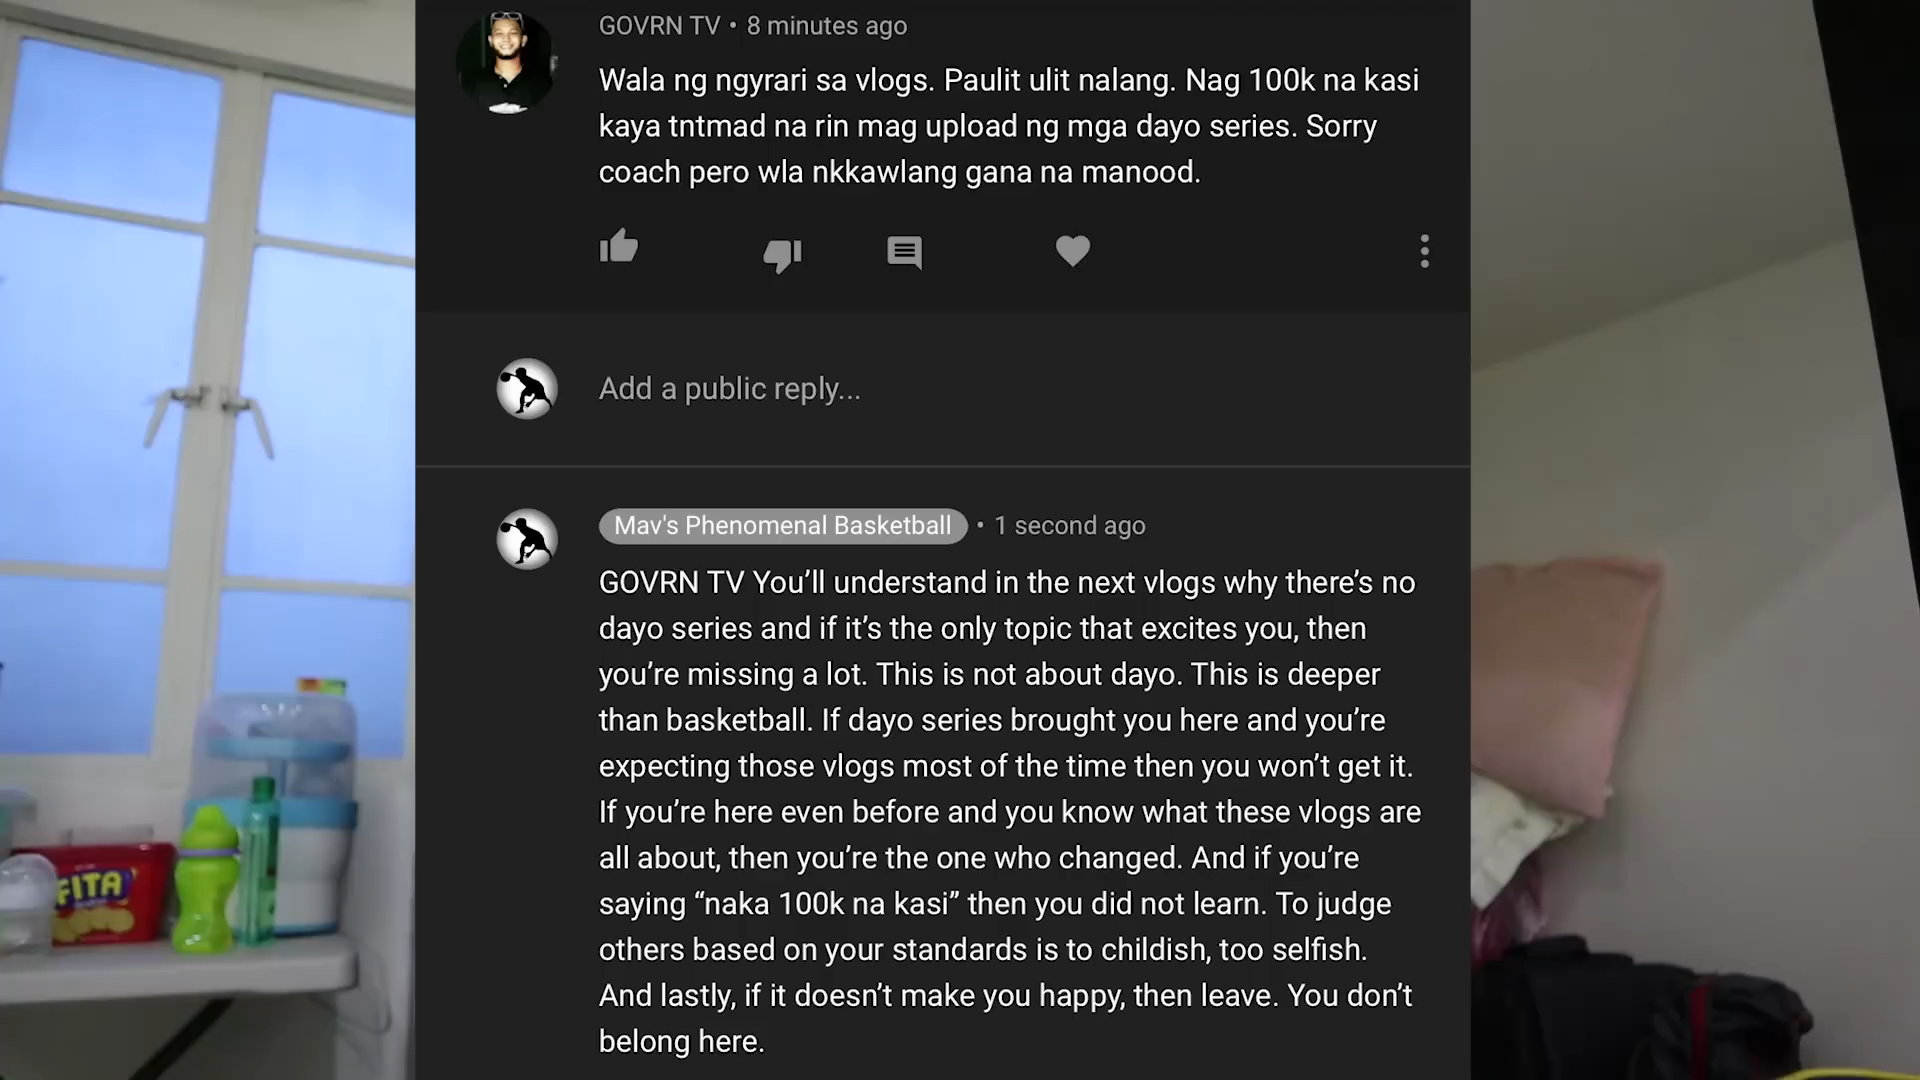 GOVRN TV • 8 minutes ago
Wala ng ngyrari sa vlogs. Paulit ulit nalang. Nag 100k na kasi
kaya tntmad na rin mag upload ng mga dayo series. Sorry
coach pero wla nkkawlang gana na manood.
Add a public reply...
Mav's Phenomenal Basketball • 1 second ago
GOVRN TV You’ll understand in the next vlogs why there’s no
dayo series and if it’s the only topic that excites you, then
you’re missing a lot. This is not about dayo. This is deeper
than basketball. If dayo series brought you here and you’re
expecting those vlogs most of the time then you won’t get it.
If you’re here even before and you know what these vlogs are
all about, then you’re the one who changed. And if you’re
saying “naka 100k na kasi” then you did not learn. To judge
others based on your standards is to childish, too selfish.
And lastly, if it doesn’t make you happy, then leave. You don’t
belong here.
FITA